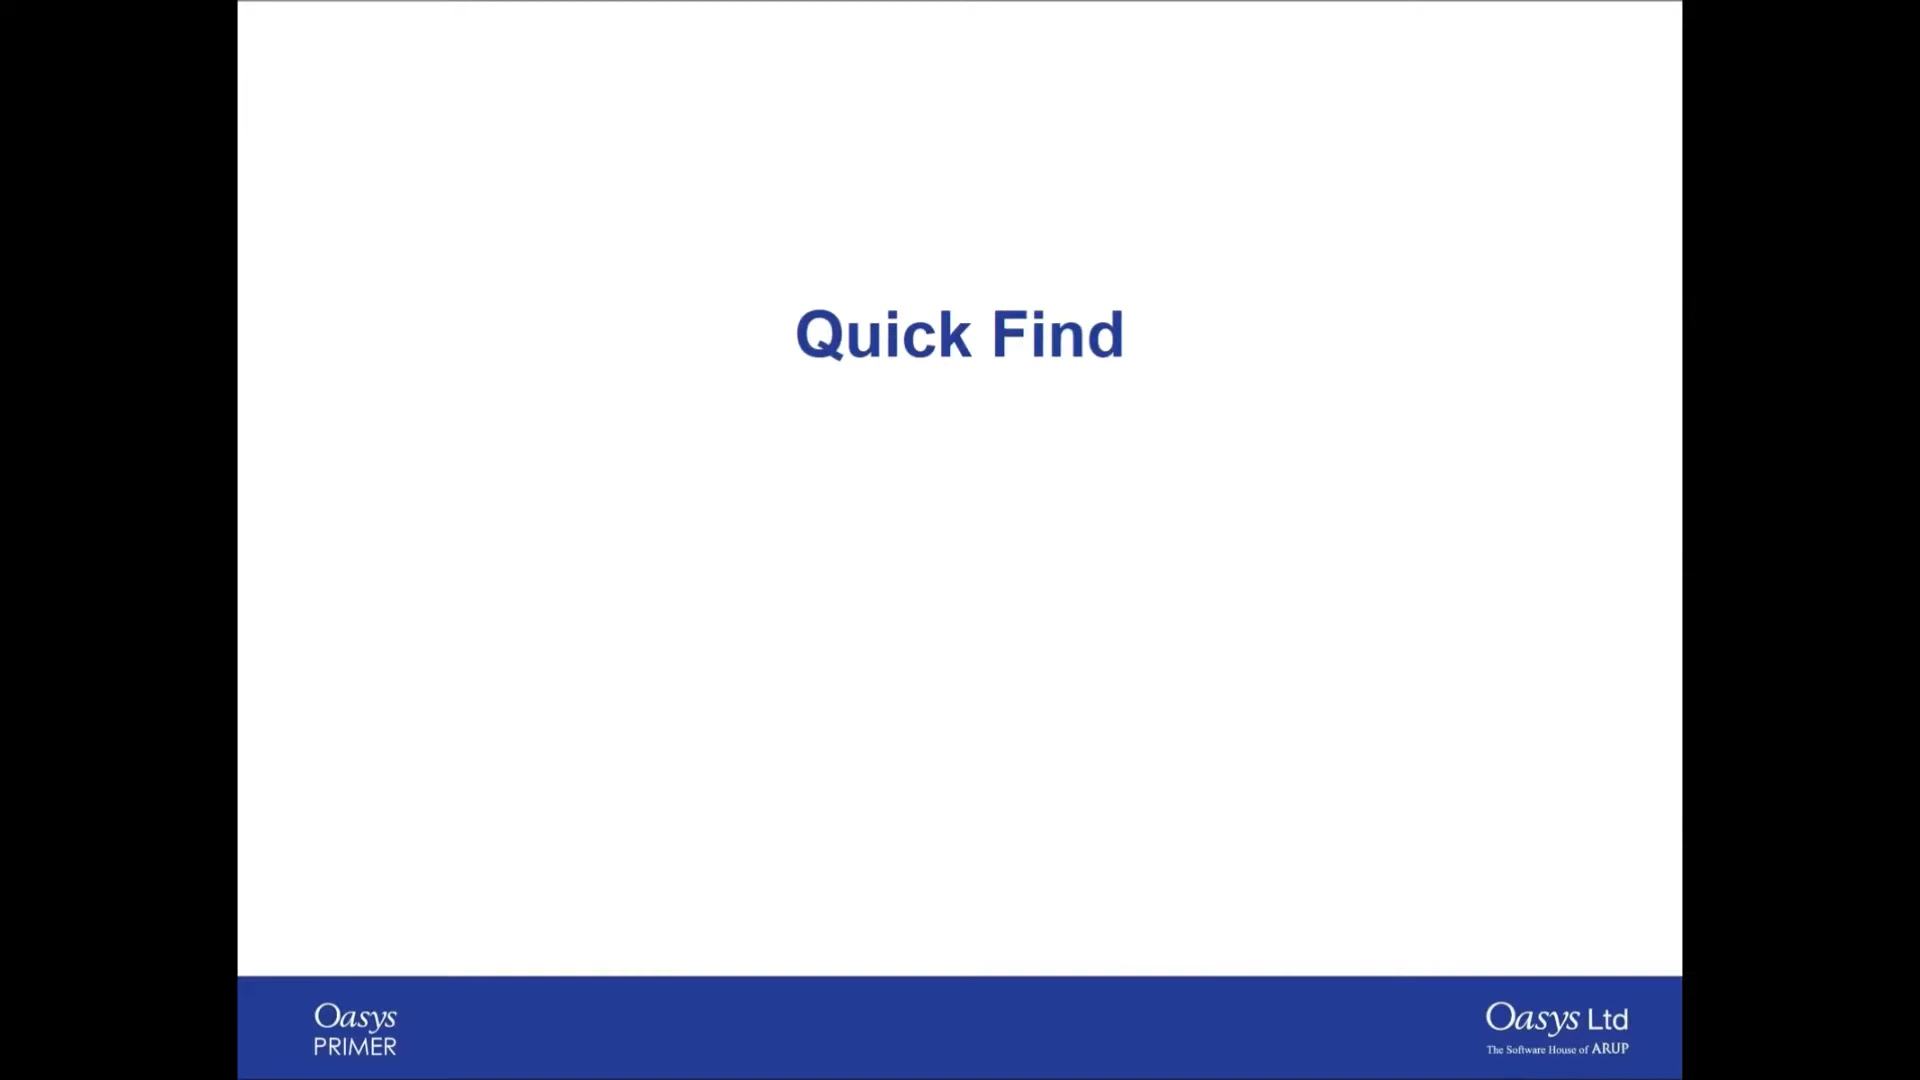 Quick Find
Oasys
PRIMER
Oasys Ltd
The Software House of ARUP